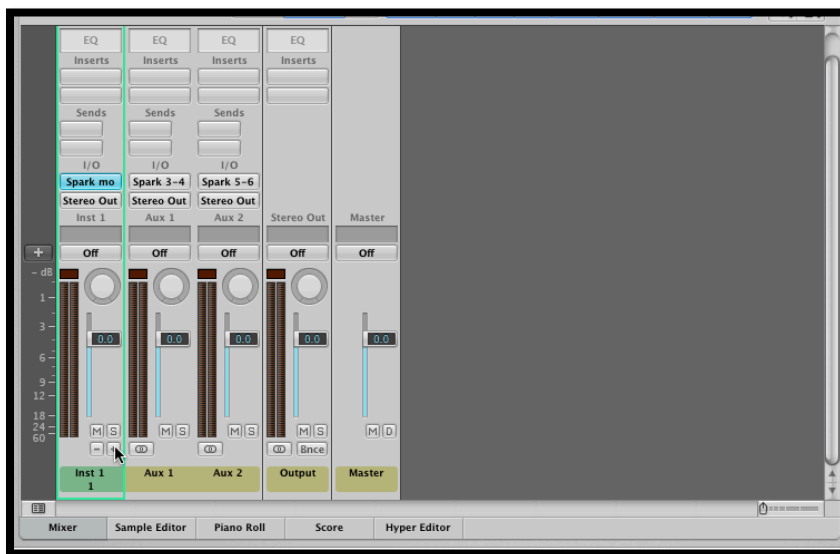 EQ EQ EQ EQ
Inserts Inserts Inserts Inserts
Sends Sends Sends
I/O I/O I/O
Spark mo Spark 3-4 Spark 5-6
Stereo Out Stereo Out Stereo Out
Inst 1 Aux 1 Aux 2 Stereo Out Master
+ Off Off Off Off Off
- dB
1
3
0.0 0.0 0.0 0.0 0.0
6
9
12
18
24
60
M S M S M S M S M D
- + Bnce
Inst 1 Aux 1 Aux 2 Output Master
1
Mixer Sample Editor Piano Roll Score Hyper Editor